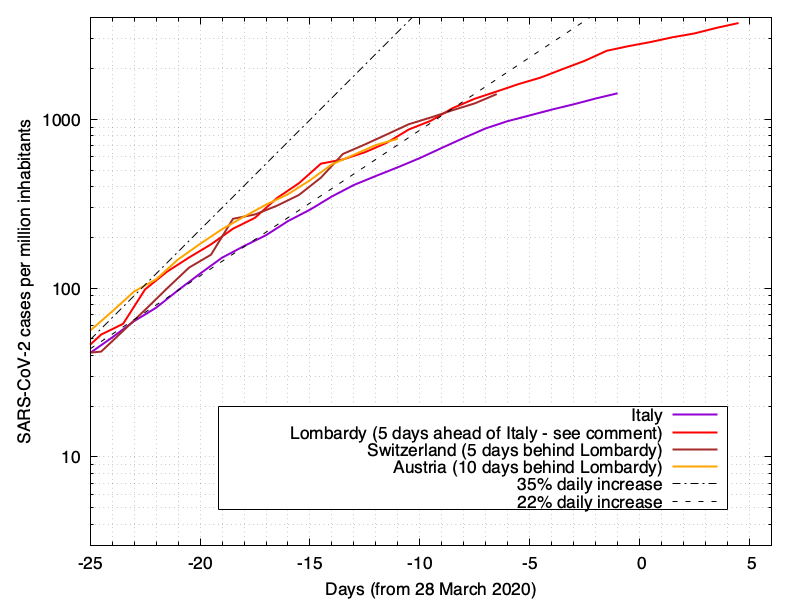 SARS-CoV-2 cases per million inhabitants
1000
100
10
Italy
Lombardy (5 days ahead of Italy - see comment)
Switzerland (5 days behind Lombardy)
Austria (10 days behind Lombardy)
35% daily increase
22% daily increase
-25 -20 -15 -10 -5 0 5
Days (from 28 March 2020)